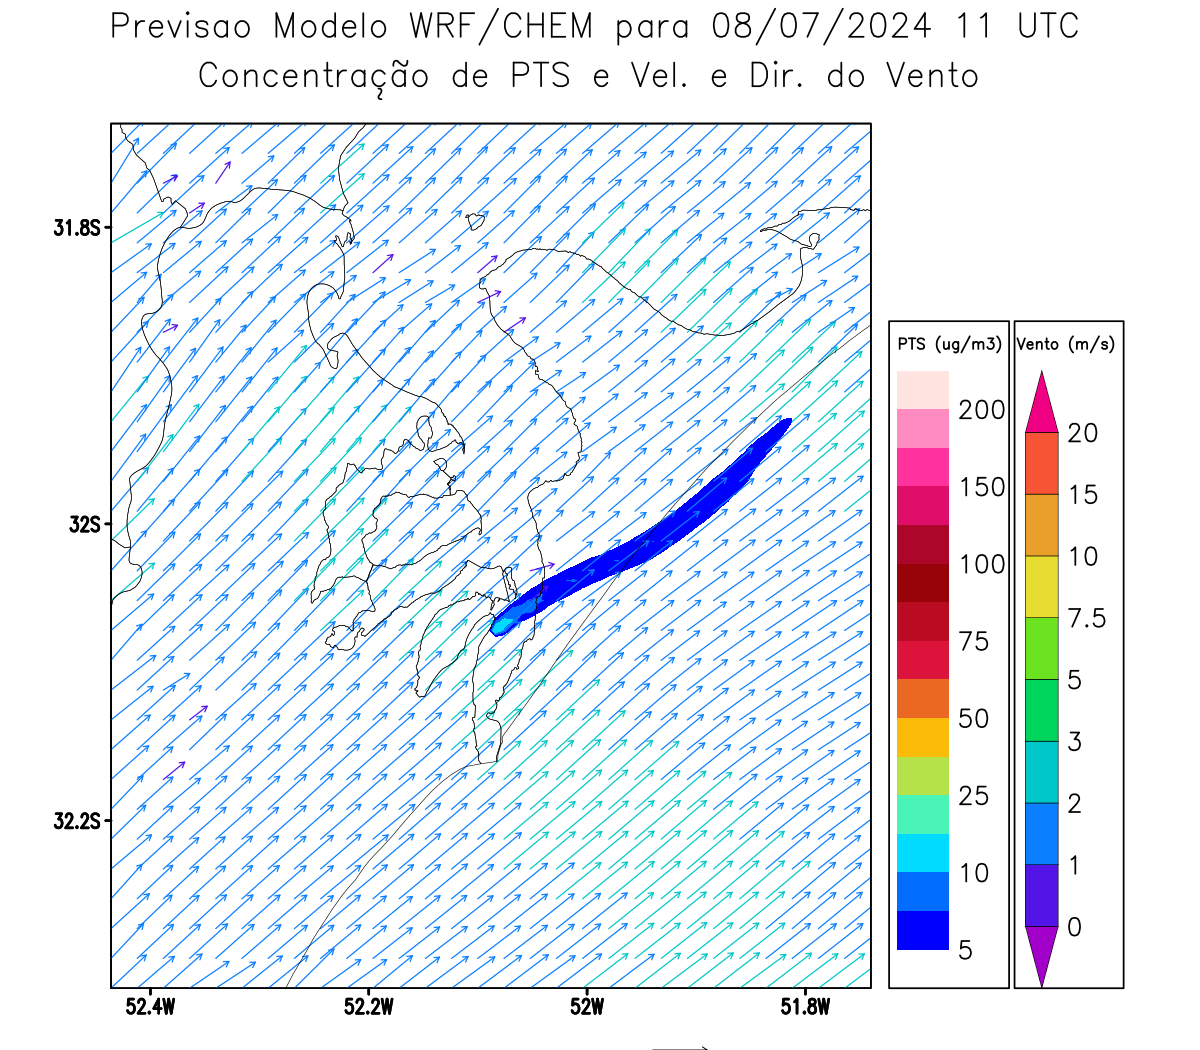 Previsao Modelo WRF/CHEM para 08/07/2024 11 UTC
Concentração de PTS e Vel. e Dir. do Vento
31.8S
32S
32.2S
52.4W 52.2W 52W 51.8W
PTS (ug/m3)
200
150
100
75
50
25
10
5
Vento (m/s)
20
15
10
7.5
5
3
2
1
0